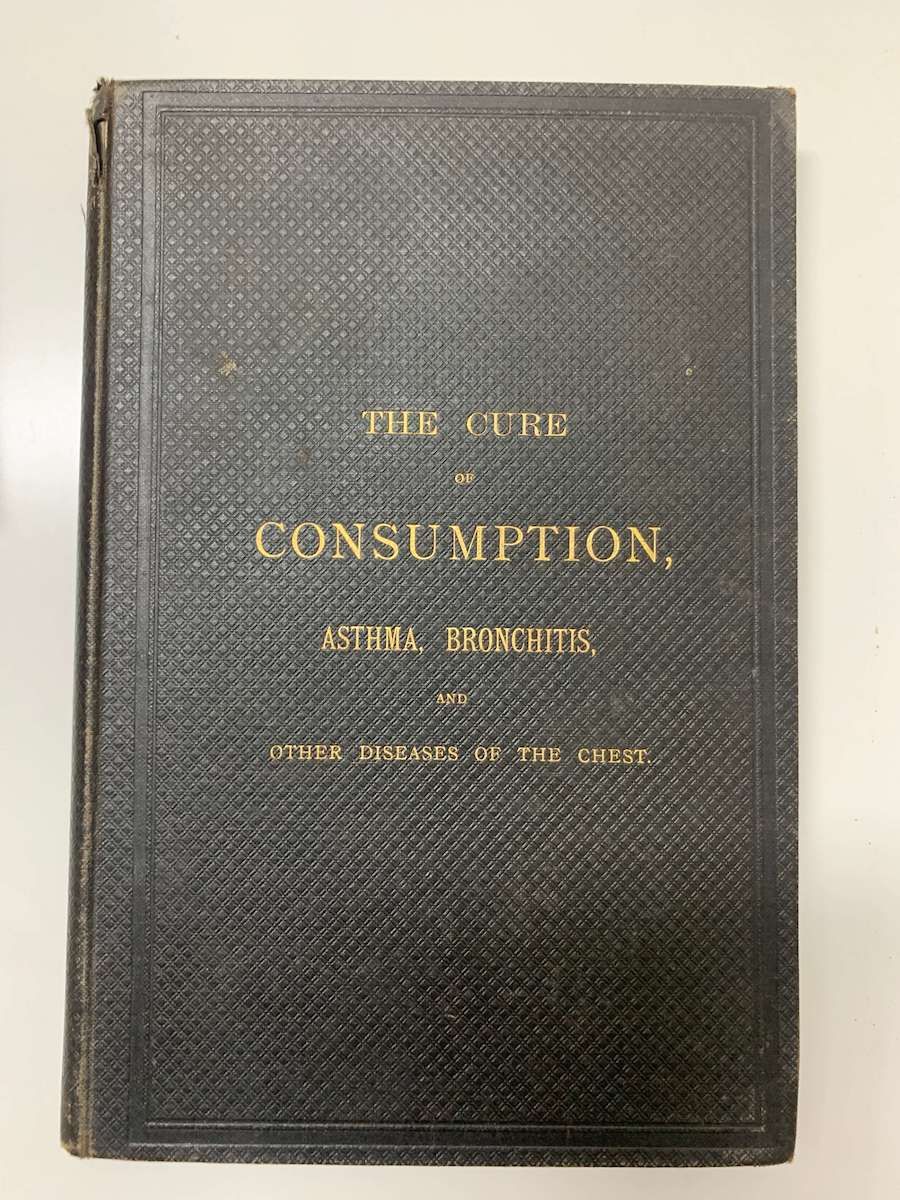 THE CURE
OF
CONSUMPTION,
ASTHMA, BRONCHITIS,
AND
OTHER DISEASES OF THE CHEST.